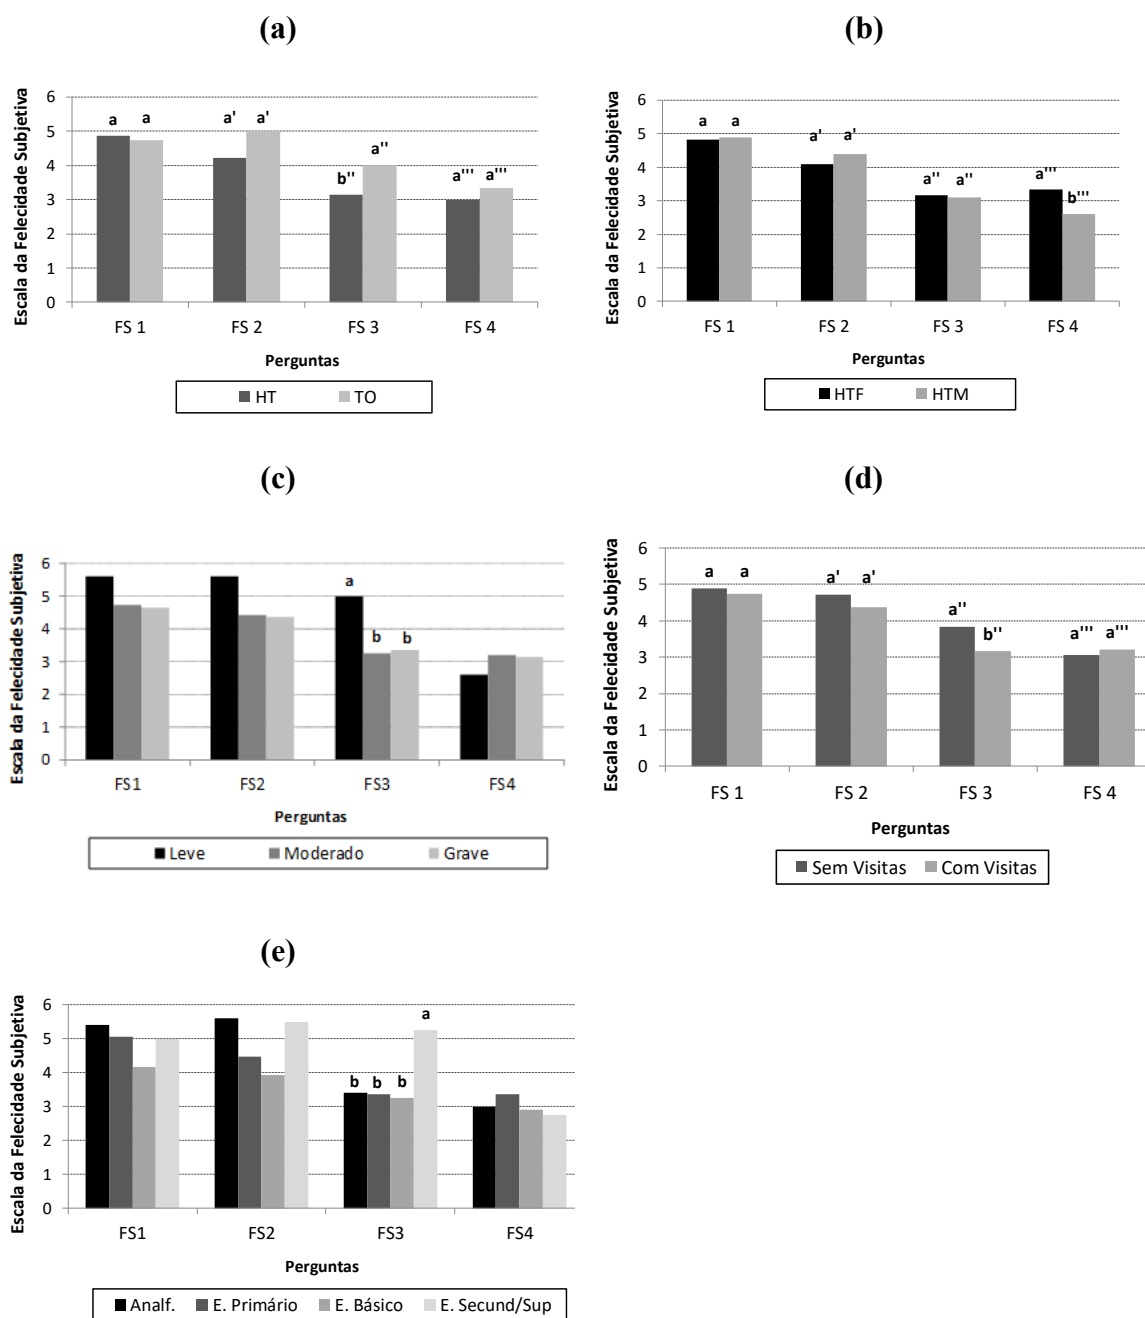 (a)
Escala da Felecidade Subjetiva
6
5
4
3
2
1
0
a a a' a' b'' a'' a''' a'''
FS 1 FS 2 FS 3 FS 4
Perguntas
HT TO
(b)
Escala da Felecidade Subjetiva
6
5
4
3
2
1
0
a a a' a' a'' a'' a''' b'''
FS 1 FS 2 FS 3 FS 4
Perguntas
HTF HTM
(c)
Escala da Felecidade Subjetiva
6
5
4
3
2
1
0
a b b
FS1 FS2 FS3 FS4
Perguntas
Leve Moderado Grave
(d)
Escala da Felecidade Subjetiva
6
5
4
3
2
1
0
a a a' a' a'' b'' a''' a'''
FS 1 FS 2 FS 3 FS 4
Perguntas
Sem Visitas Com Visitas
(e)
Escala da Felecidade Subjetiva
6
5
4
3
2
1
0
b b b a
FS1 FS2 FS3 FS4
Perguntas
Analf. E. Primário E. Básico E. Secund/Sup